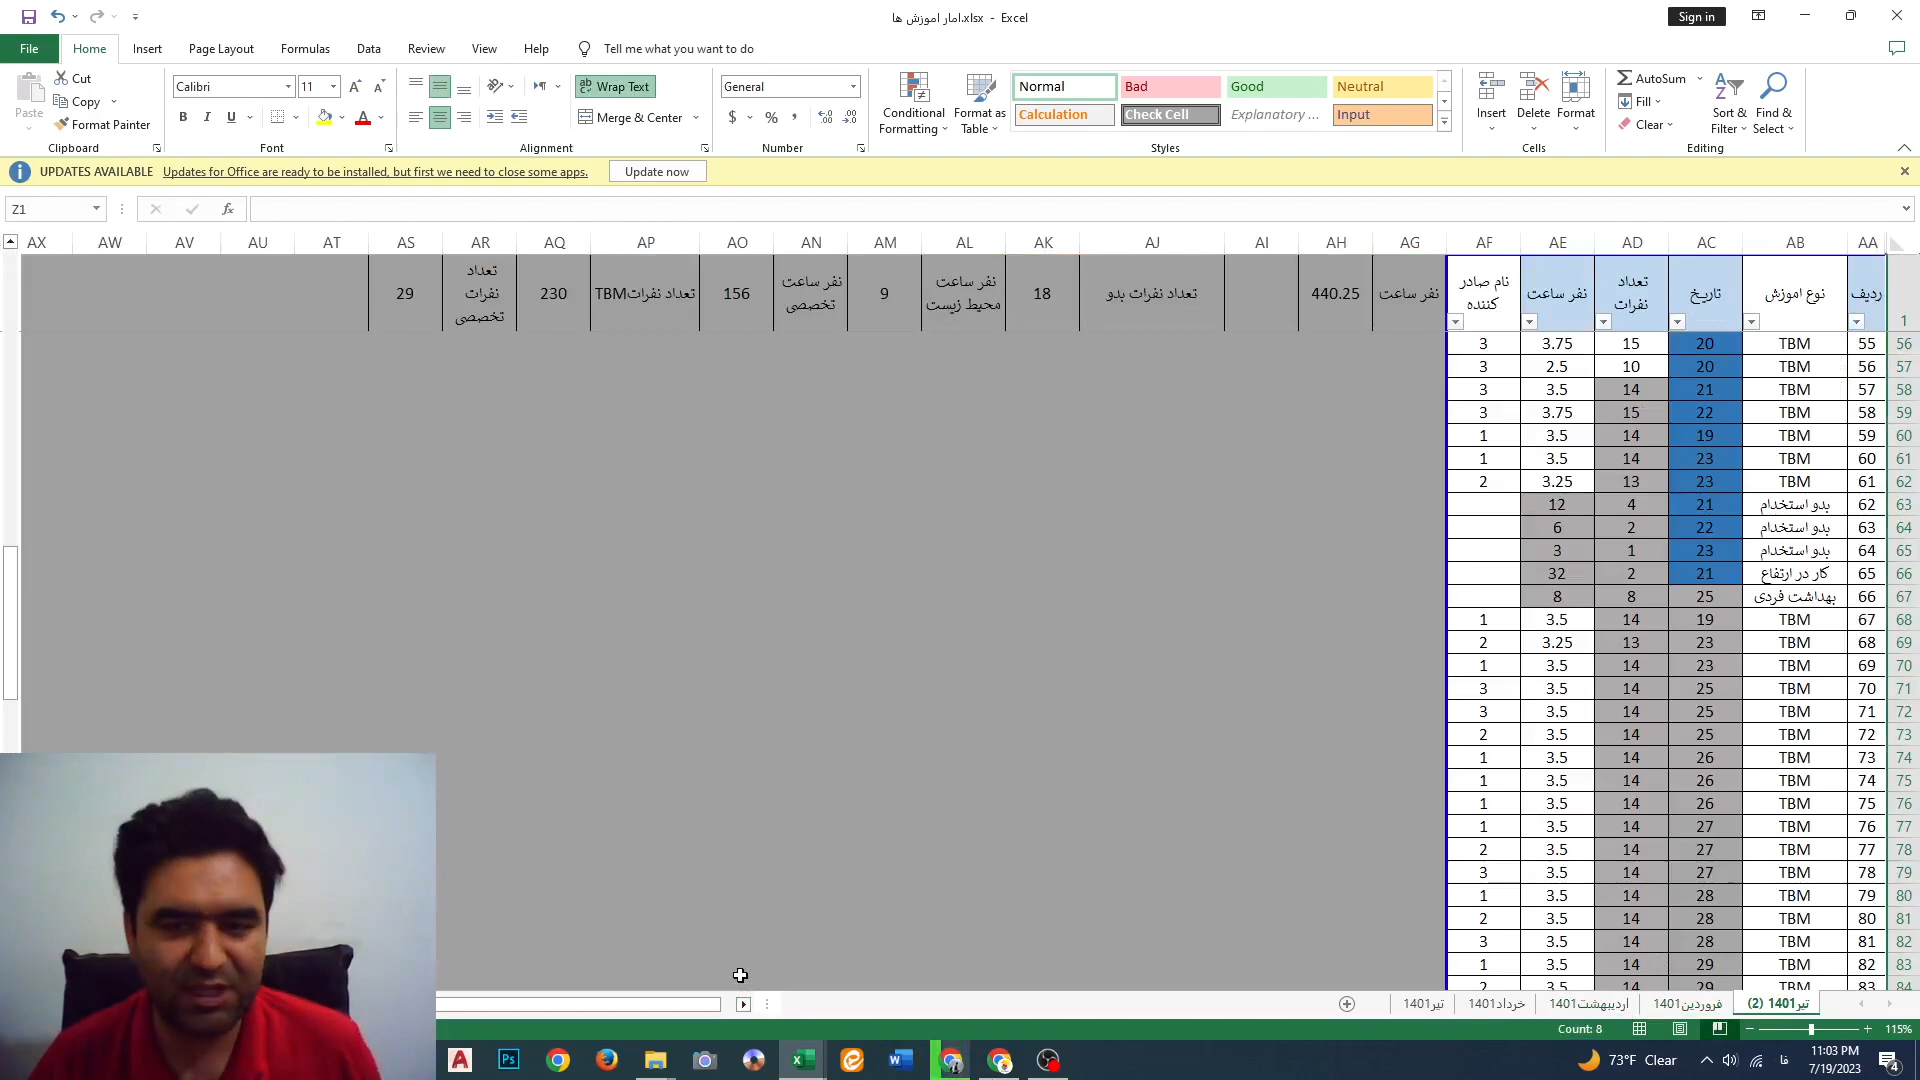 امار اموزش ها.xlsx - Excel
Sign in
File Home Insert Page Layout Formulas Data Review View Help Tell me what you want to do
Paste
Cut
Copy
Format Painter
Clipboard
Calibri 11
B I U
Font
Wrap Text
Merge & Center
Alignment
General
$ % ,
Number
Conditional Formatting
Format as Table
Normal Bad Good Neutral
Calculation Check Cell Explanatory ... Input
Styles
Insert Delete Format
Cells
AutoSum
Fill
Clear
Sort & Filter
Find & Select
Editing
UPDATES AVAILABLE Updates for Office are ready to be installed, but first we need to close some apps. Update now
Z1
AX AW AV AU AT AS AR AQ AP AO AN AM AL AK AJ AI AH AG AF AE AD AC AB AA
1 ردیف نوع اموزش تاریخ تعداد نفرات نفر ساعت نام صادر کننده نفر ساعت 440.25 تعداد نفرات بدو 18 نفر ساعت محیط زیست 9 نفر ساعت تخصصی 156 تعداد نفراتTBM 230 تعداد نفرات تخصصی 29
3 3.75 15 20 TBM 55 56
3 2.5 10 20 TBM 56 57
3 3.5 14 21 TBM 57 58
3 3.75 15 22 TBM 58 59
1 3.5 14 19 TBM 59 60
1 3.5 14 23 TBM 60 61
2 3.25 13 23 TBM 61 62
12 4 21 بدو استخدام 62 63
6 2 22 بدو استخدام 63 64
3 1 23 بدو استخدام 64 65
32 2 21 کار در ارتفاع 65 66
8 8 25 بهداشت فردی 66 67
1 3.5 14 19 TBM 67 68
2 3.25 13 23 TBM 68 69
1 3.5 14 23 TBM 69 70
3 3.5 14 25 TBM 70 71
3 3.5 14 25 TBM 71 72
2 3.5 14 25 TBM 72 73
1 3.5 14 26 TBM 73 74
1 3.5 14 26 TBM 74 75
1 3.5 14 26 TBM 75 76
1 3.5 14 27 TBM 76 77
2 3.5 14 27 TBM 77 78
3 3.5 14 27 TBM 78 79
1 3.5 14 28 TBM 79 80
2 3.5 14 28 TBM 80 81
3 3.5 14 28 TBM 81 82
1 3.5 14 29 TBM 82 83
2 3.5 14 29 TBM 83 84
تیر1401 (2) فروردین1401 اردیبهشت1401 خرداد1401 تیر1401
Count: 8 115%
73°F Clear فا 11:03 PM
7/19/2023 4